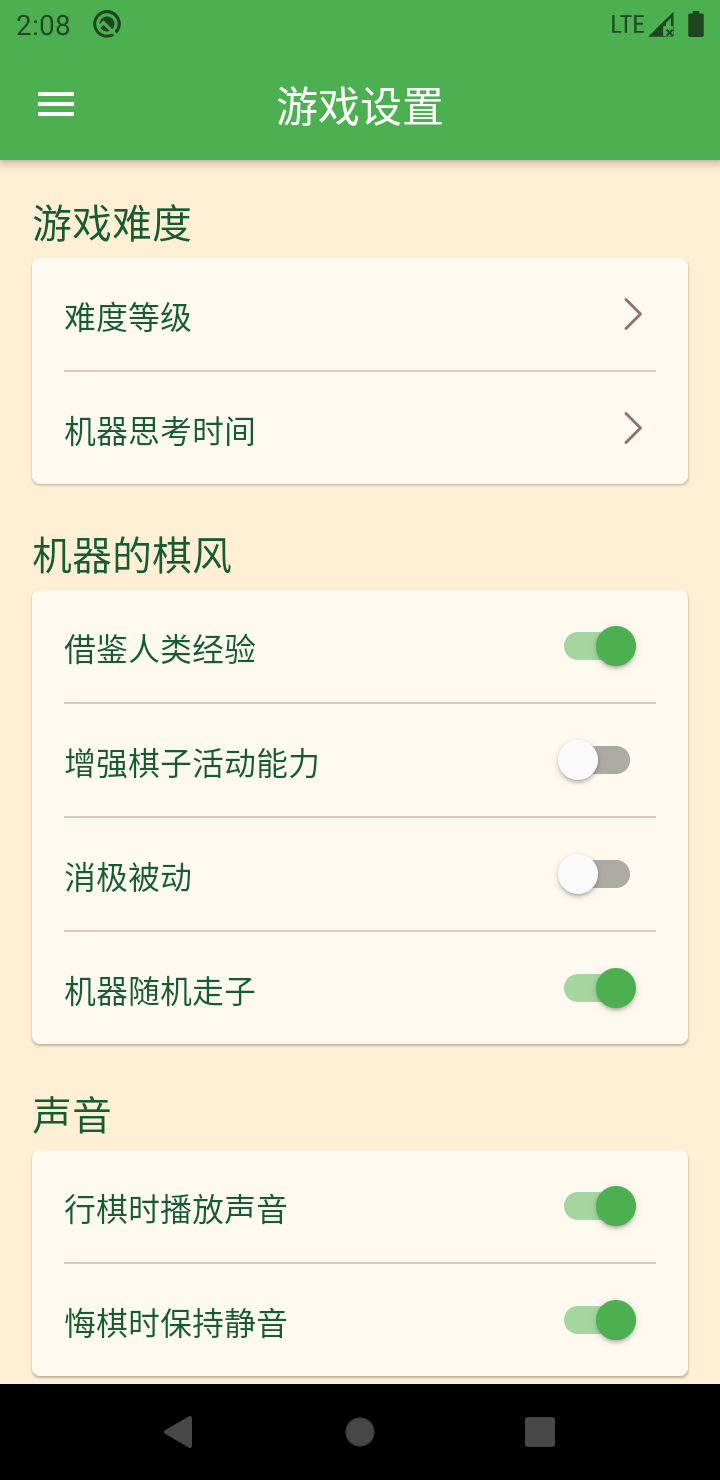 2:08
LTE
游戏设置
游戏难度
难度等级
机器思考时间
机器的棋风
借鉴人类经验
增强棋子活动能力
消极被动
机器随机走子
声音
行棋时播放声音
悔棋时保持静音